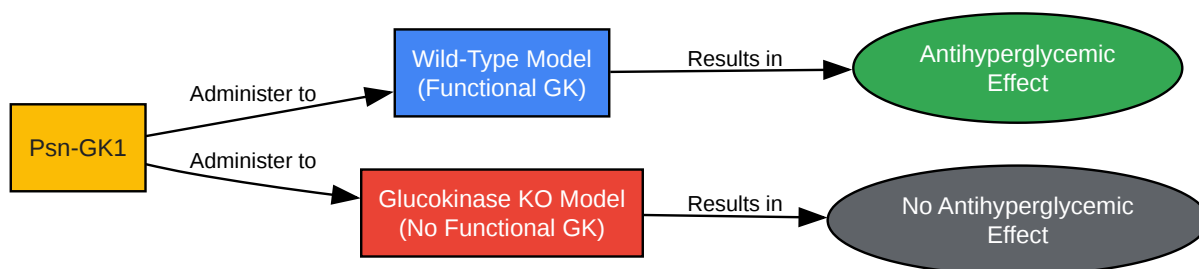 Psn-GK1
Administer to
Administer to
Wild-Type Model
(Functional GK)
Results in
Antihyperglycemic
Effect
Glucokinase KO Model
(No Functional GK)
Results in
No Antihyperglycemic
Effect